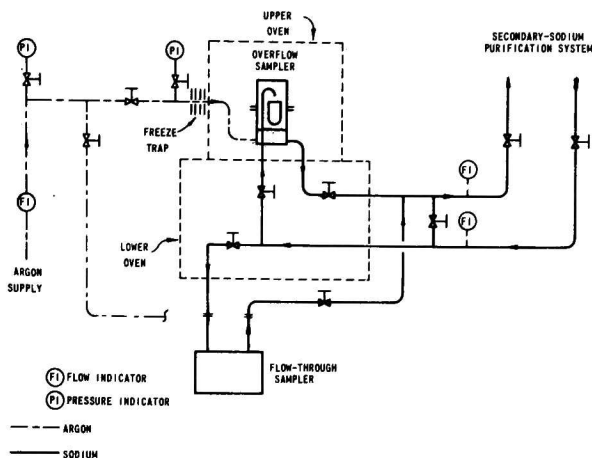 UPPER
OVEN
SECONDARY-SODIUM
PURIFICATION SYSTEM
PI
PI
OVERFLOW
SAMPLER
FREEZE
TRAP
FI
FI
FI
LOWER
OVEN
ARGON
SUPPLY
FLOW-THROUGH
SAMPLER
FI FLOW INDICATOR
PI PRESSURE INDICATOR
ARGON
SODIUM